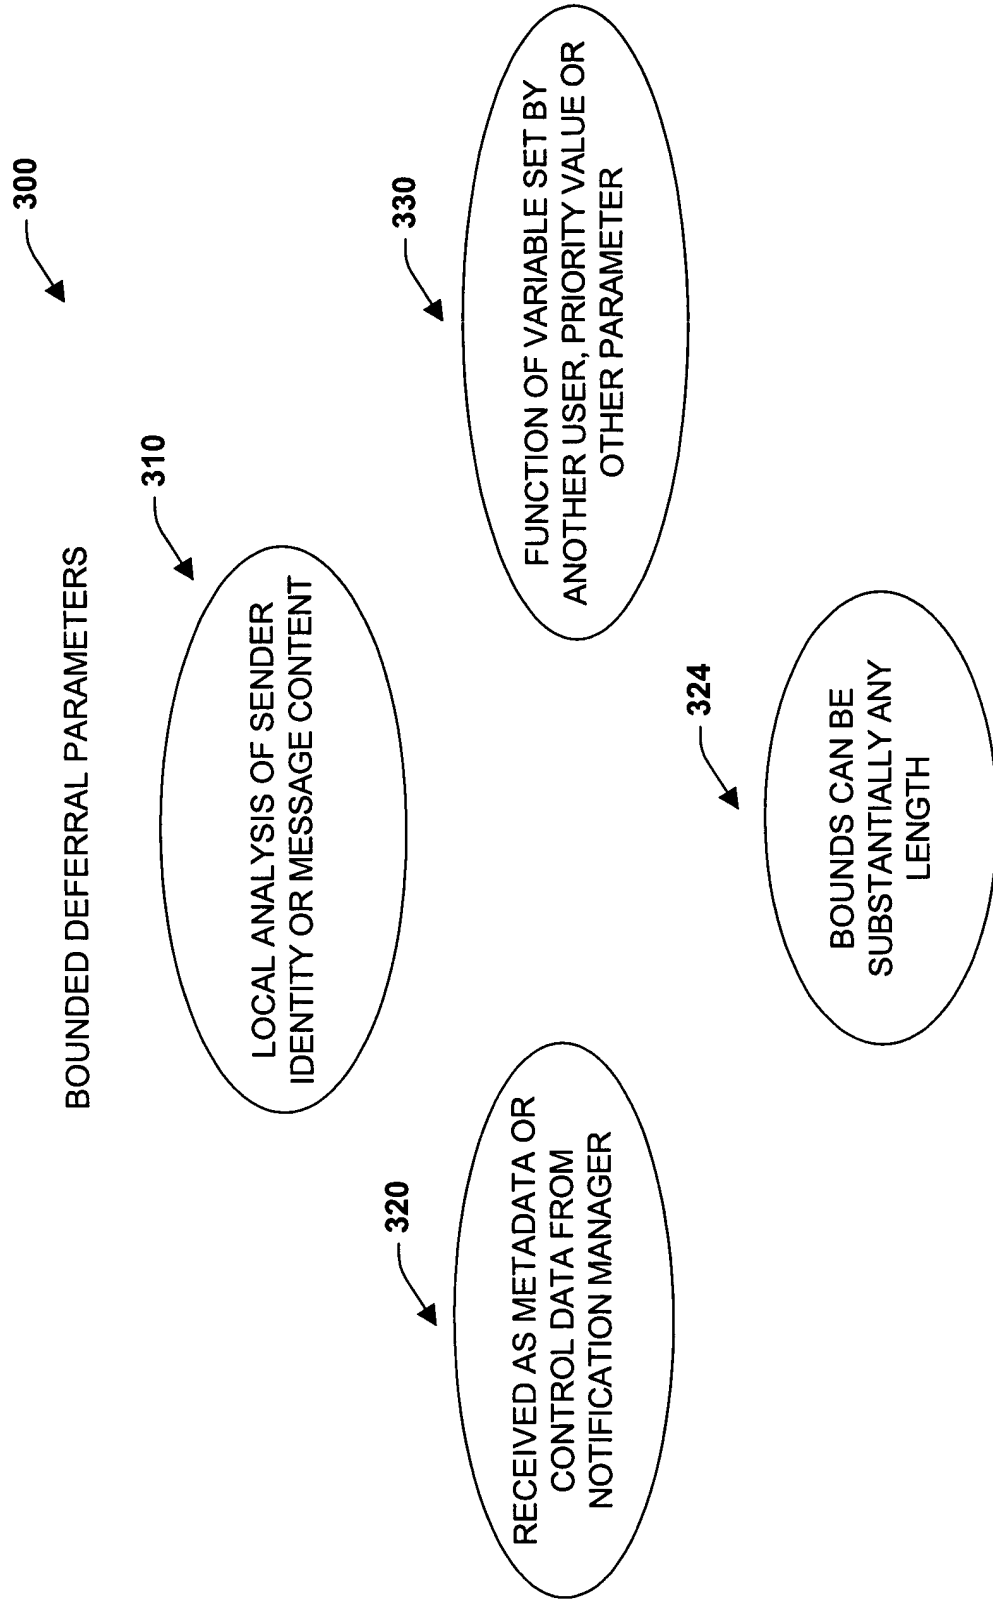 300
BOUNDED DEFERRAL PARAMETERS
310
LOCAL ANALYSIS OF SENDER
IDENTITY OR MESSAGE CONTENT
320
RECEIVED AS METADATA OR
CONTROL DATA FROM
NOTIFICATION MANAGER
330
FUNCTION OF VARIABLE SET BY
ANOTHER USER, PRIORITY VALUE OR
OTHER PARAMETER
324
BOUNDS CAN BE
SUBSTANTIALLY ANY
LENGTH